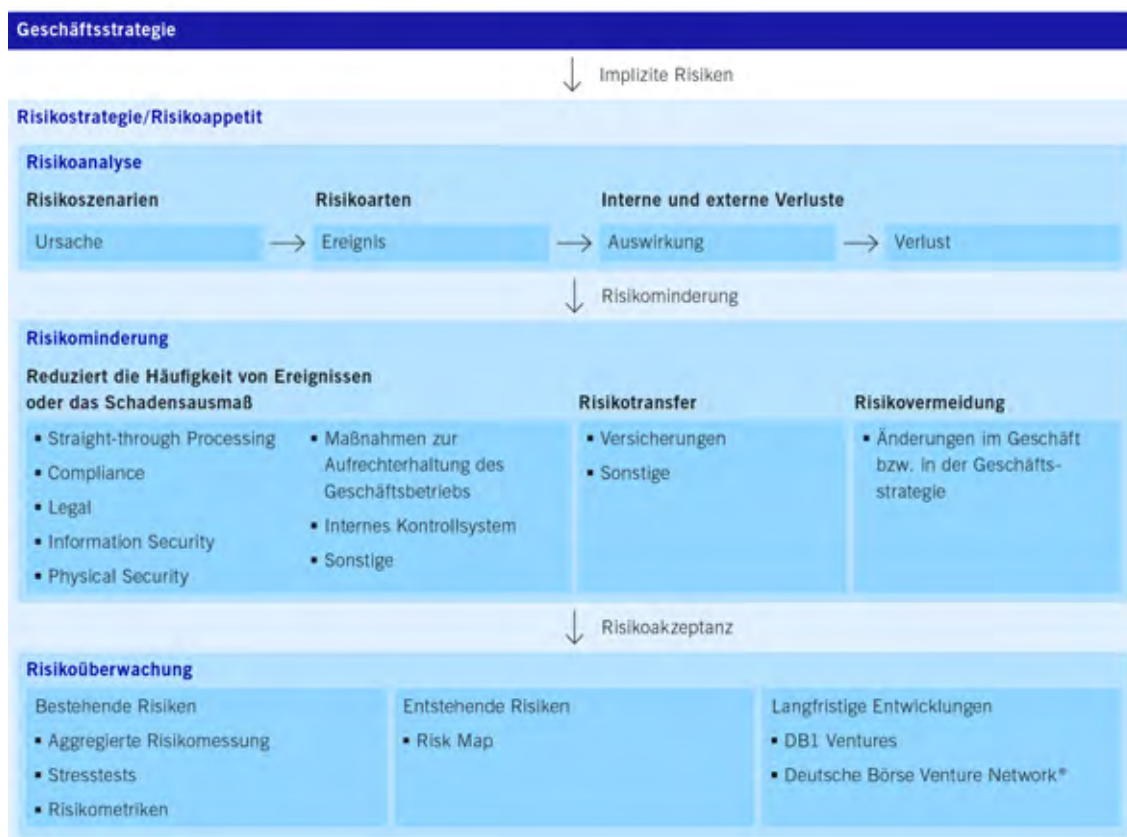 Geschäftsstrategie
Implizite Risiken
Risikostrategie/Risikoappetit
Risikoanalyse
Risikoszenarien
Risikoarten
Interne und externe Verluste
Ursache
Ereignis
Auswirkung
Verlust
Risikominderung
Risikominderung
Reduziert die Häufigkeit von Ereignissen
oder das Schadensausmaß
▪ Straight-through Processing
▪ Compliance
▪ Legal
▪ Information Security
▪ Physical Security
▪ Maßnahmen zur
Aufrechterhaltung des
Geschäftsbetriebs
▪ Internes Kontrollsystem
▪ Sonstige
Risikotransfer
▪ Versicherungen
▪ Sonstige
Risikovermeidung
▪ Änderungen im Geschäft
bzw. in der Geschäfts-
strategie
Risikoakzeptanz
Risikoüberwachung
Bestehende Risiken
▪ Aggregierte Risikomessung
▪ Stresstests
▪ Risikometriken
Entstehende Risiken
▪ Risk Map
Langfristige Entwicklungen
▪ DB1 Ventures
▪ Deutsche Börse Venture Network®